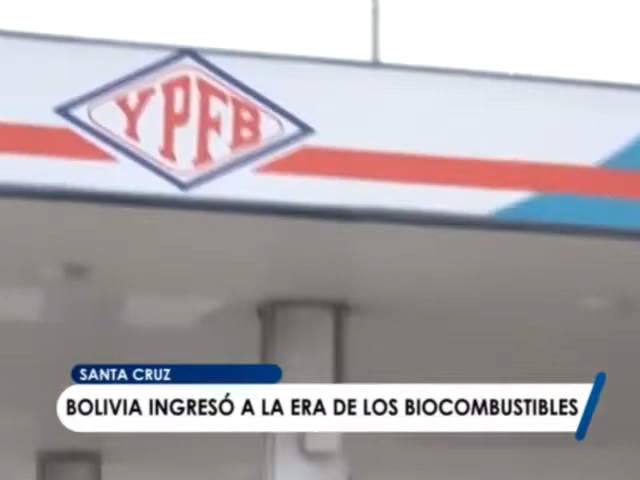 YPFB
SANTA CRUZ
BOLIVIA INGRESÓ A LA ERA DE LOS BIOCOMBUSTIBLES